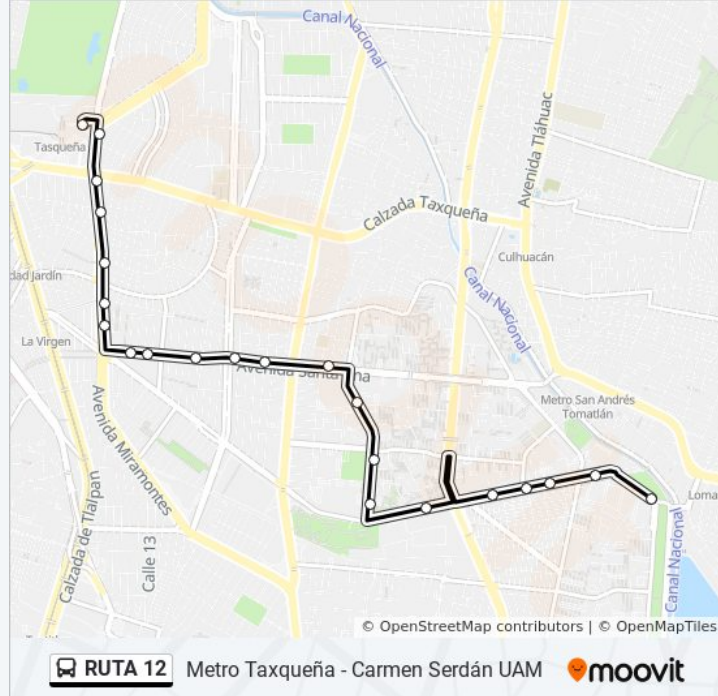 Canal Nacional
Avenida Tláhuac
Tasqueña
Calzada Taxqueña
Culhuacán
dad Jardín
Canal Nacional
La Virgen
Avenida Santa Ana
Metro San Andrés
Tomatlán
Avenida Miramontes
Calzada de Tlalpan
Calle 13
Loma
Canal Nacional
© OpenStreetMap contributors | © OpenMapTiles
RUTA 12
Metro Taxqueña - Carmen Serdán UAM
moovit